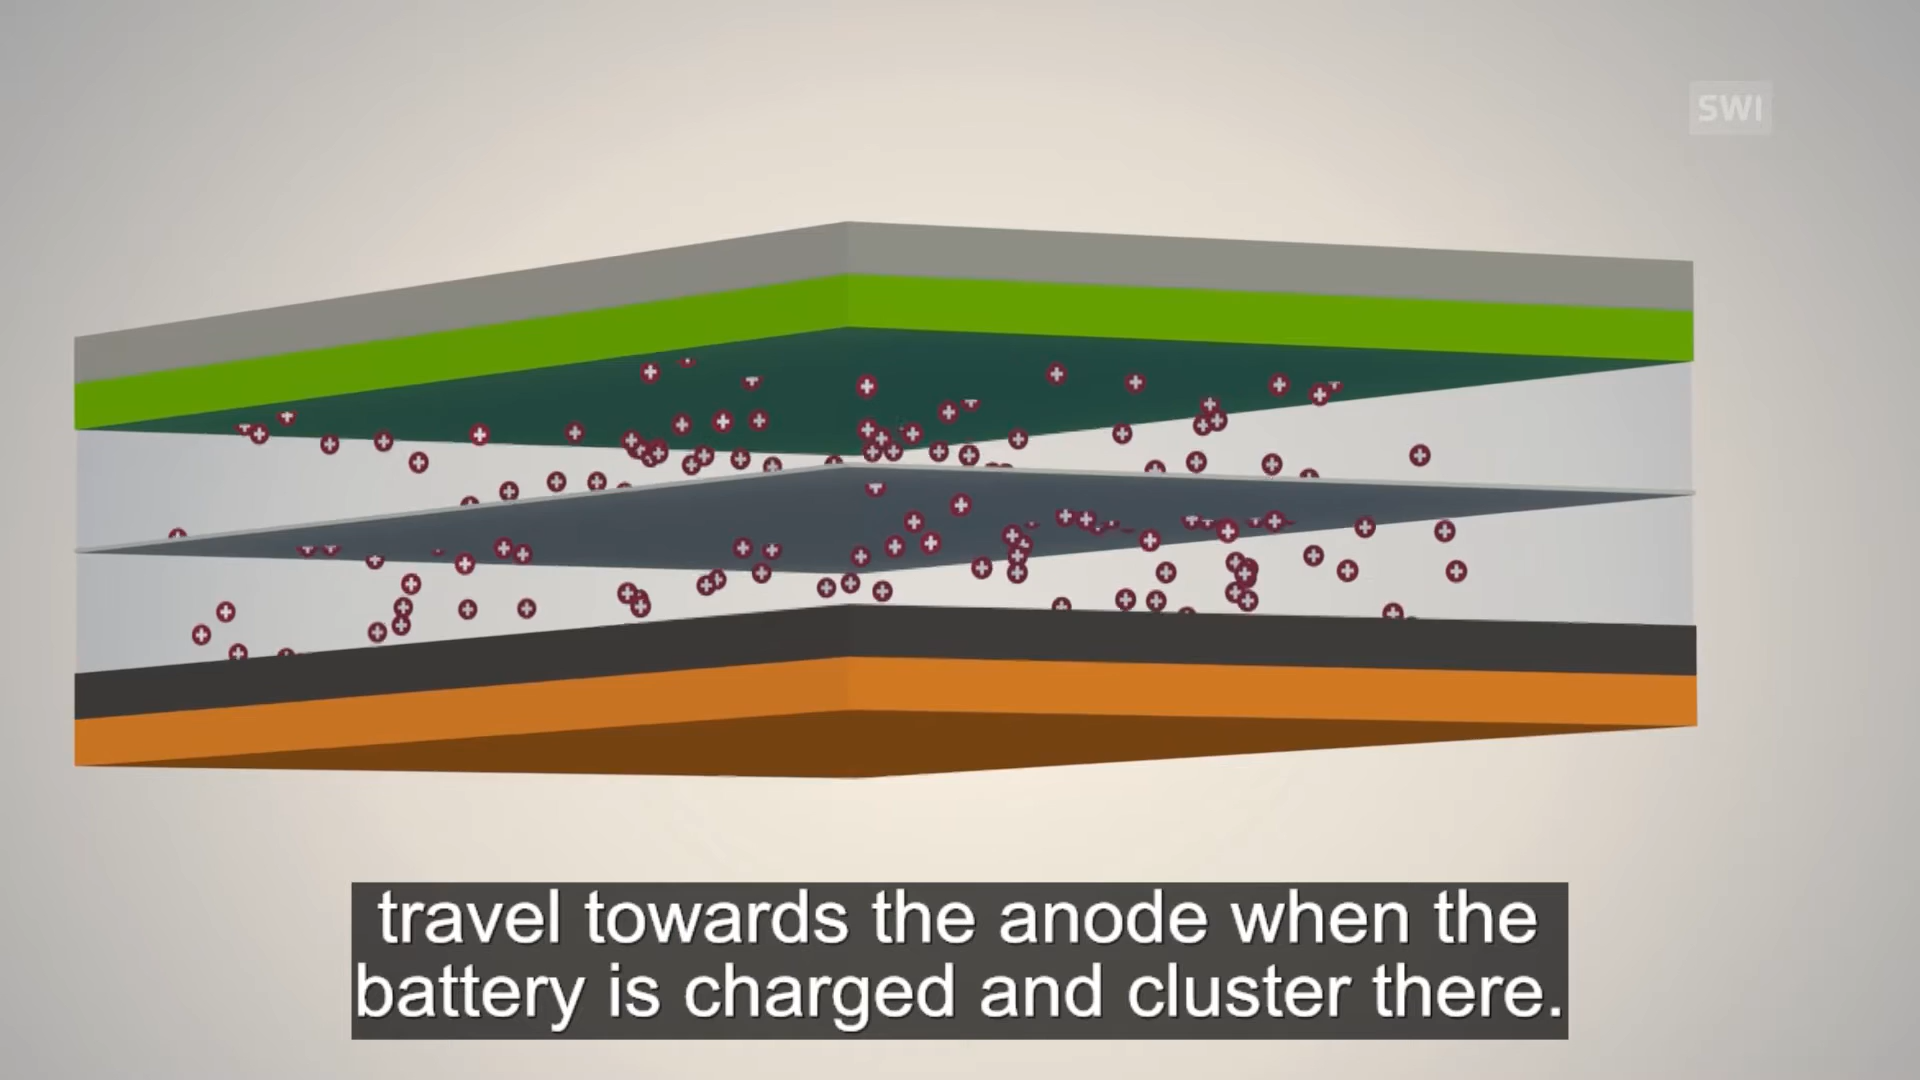 SWI
travel towards the anode when the
battery is charged and cluster there.